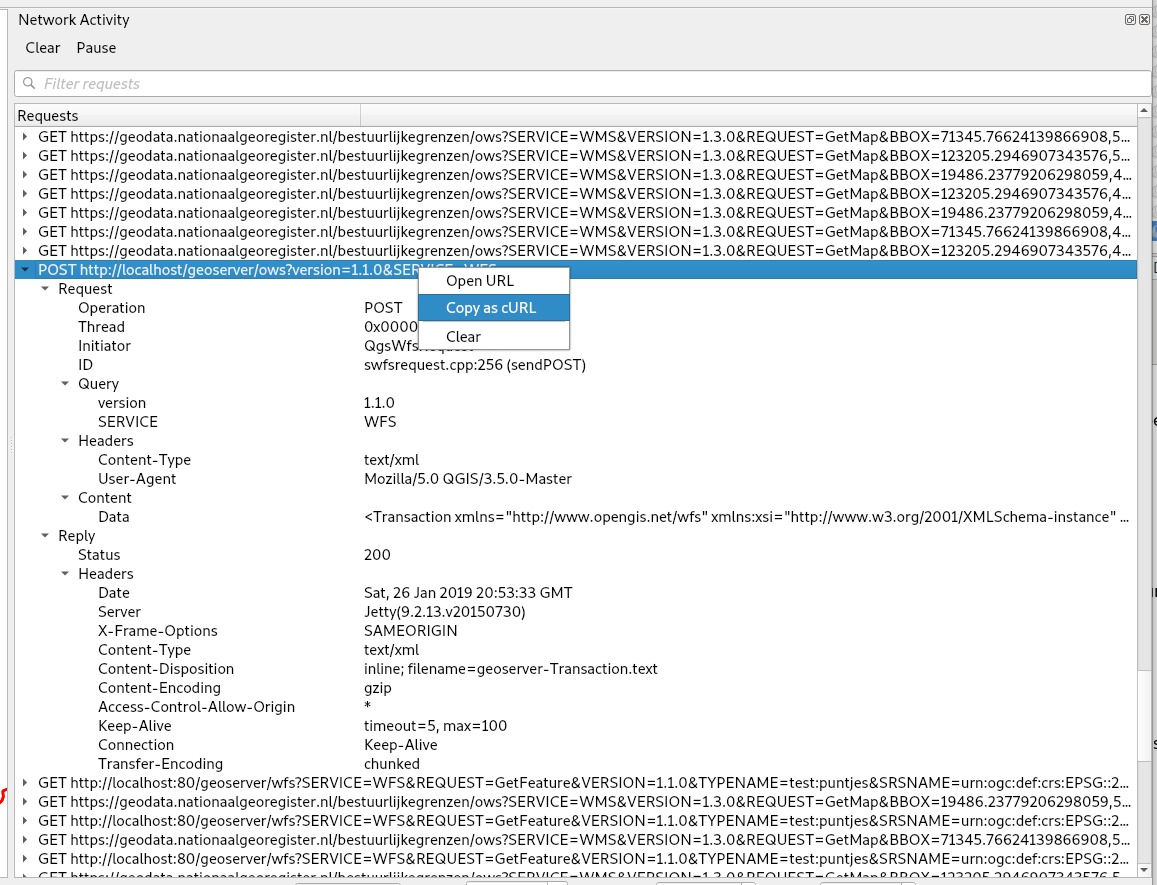 Network Activity
Clear Pause
Filter requests
Requests
GET https://geodata.nationaalgeoregister.nl/bestuurlijkegrenzen/ows?SERVICE=WMS&VERSION=1.3.0&REQUEST=GetMap&BBOX=71345.76624139866908,5...
GET https://geodata.nationaalgeoregister.nl/bestuurlijkegrenzen/ows?SERVICE=WMS&VERSION=1.3.0&REQUEST=GetMap&BBOX=123205.2946907343576,5...
GET https://geodata.nationaalgeoregister.nl/bestuurlijkegrenzen/ows?SERVICE=WMS&VERSION=1.3.0&REQUEST=GetMap&BBOX=19486.23779206298059,4...
GET https://geodata.nationaalgeoregister.nl/bestuurlijkegrenzen/ows?SERVICE=WMS&VERSION=1.3.0&REQUEST=GetMap&BBOX=123205.2946907343576,4...
GET https://geodata.nationaalgeoregister.nl/bestuurlijkegrenzen/ows?SERVICE=WMS&VERSION=1.3.0&REQUEST=GetMap&BBOX=19486.23779206298059,4...
GET https://geodata.nationaalgeoregister.nl/bestuurlijkegrenzen/ows?SERVICE=WMS&VERSION=1.3.0&REQUEST=GetMap&BBOX=71345.76624139866908,4...
GET https://geodata.nationaalgeoregister.nl/bestuurlijkegrenzen/ows?SERVICE=WMS&VERSION=1.3.0&REQUEST=GetMap&BBOX=123205.2946907343576,4...
POST http://localhost/geoserver/ows?version=1.1.0&SERVICE=WFS
Open URL
Copy as cURL
Clear
Request
Operation POST
Thread 0x0000
Initiator QgsWfsRequest
ID swfsrequest.cpp:256 (sendPOST)
Query
version 1.1.0
SERVICE WFS
Headers
Content-Type text/xml
User-Agent Mozilla/5.0 QGIS/3.5.0-Master
Content
Data <Transaction xmlns="http://www.opengis.net/wfs" xmlns:xsi="http://www.w3.org/2001/XMLSchema-instance" ...
Reply
Status 200
Headers
Date Sat, 26 Jan 2019 20:53:33 GMT
Server Jetty(9.2.13.v20150730)
X-Frame-Options SAMEORIGIN
Content-Type text/xml
Content-Disposition inline; filename=geoserver-Transaction.text
Content-Encoding gzip
Access-Control-Allow-Origin *
Keep-Alive timeout=5, max=100
Connection Keep-Alive
Transfer-Encoding chunked
GET http://localhost:80/geoserver/wfs?SERVICE=WFS&REQUEST=GetFeature&VERSION=1.1.0&TYPENAME=test:puntjes&SRSNAME=urn:ogc:def:crs:EPSG::2...
GET https://geodata.nationaalgeoregister.nl/bestuurlijkegrenzen/ows?SERVICE=WMS&VERSION=1.3.0&REQUEST=GetMap&BBOX=19486.23779206298059,5...
GET http://localhost:80/geoserver/wfs?SERVICE=WFS&REQUEST=GetFeature&VERSION=1.1.0&TYPENAME=test:puntjes&SRSNAME=urn:ogc:def:crs:EPSG::2...
GET https://geodata.nationaalgeoregister.nl/bestuurlijkegrenzen/ows?SERVICE=WMS&VERSION=1.3.0&REQUEST=GetMap&BBOX=71345.76624139866908,5...
GET http://localhost:80/geoserver/wfs?SERVICE=WFS&REQUEST=GetFeature&VERSION=1.1.0&TYPENAME=test:puntjes&SRSNAME=urn:ogc:def:crs:EPSG::2...